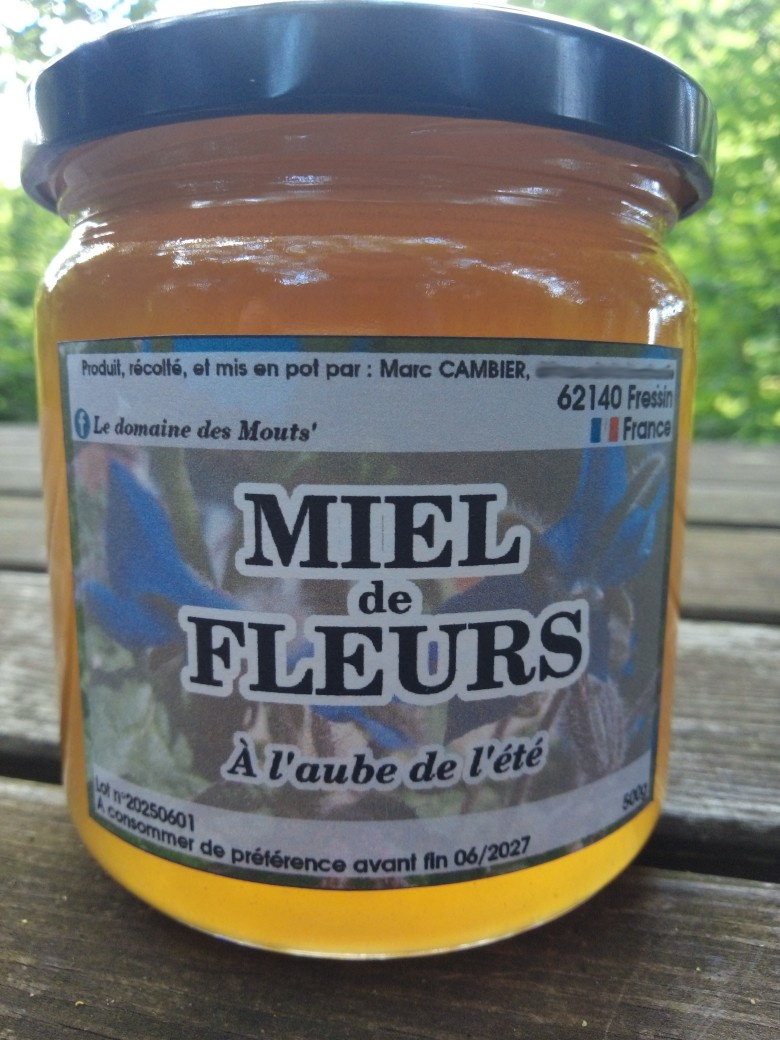 Produit, récolté, et mis en pot par : Marc CAMBIER,
62140 Fressin
Le domaine des Mouts'
France
MIEL
de
FLEURS
À l'aube de l'été
Lot n°20250601
500g
À consommer de préférence avant fin 06/2027